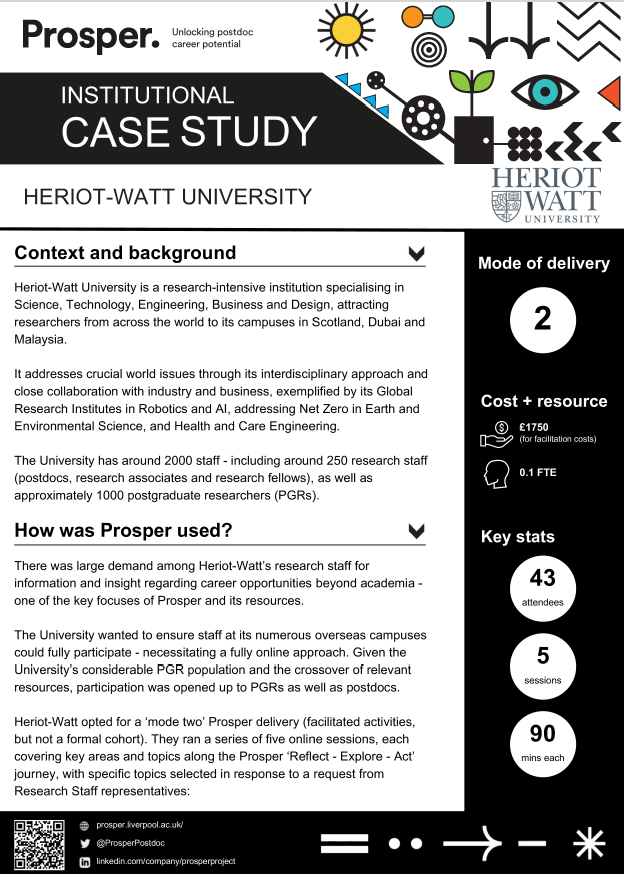 Prosper.
Unlocking postdoc
career potential
INSTITUTIONAL
CASE STUDY
HERIOT-WATT UNIVERSITY
HERIOT
WATT
UNIVERSITY
Context and background
Heriot-Watt University is a research-intensive institution specialising in
Science, Technology, Engineering, Business and Design, attracting
researchers from across the world to its campuses in Scotland, Dubai and
Malaysia.
It addresses crucial world issues through its interdisciplinary approach and
close collaboration with industry and business, exemplified by its Global
Research Institutes in Robotics and AI, addressing Net Zero in Earth and
Environmental Science, and Health and Care Engineering.
The University has around 2000 staff - including around 250 research staff
(postdocs, research associates and research fellows), as well as
approximately 1000 postgraduate researchers (PGRs).
How was Prosper used?
There was large demand among Heriot-Watt's research staff for
information and insight regarding career opportunities beyond academia -
one of the key focuses of Prosper and its resources.
The University wanted to ensure staff at its numerous overseas campuses
could fully participate - necessitating a fully online approach. Given the
University's considerable PGR population and the crossover of relevant
resources, participation was opened up to PGRs as well as postdocs.
Heriot-Watt opted for a 'mode two' Prosper delivery (facilitated activities,
but not a formal cohort). They ran a series of five online sessions, each
covering key areas and topics along the Prosper 'Reflect - Explore - Act'
journey, with specific topics selected in response to a request from
Research Staff representatives:
Mode of delivery
2
Cost + resource
£1750
(for facilitation costs)
0.1 FTE
Key stats
43
attendees
5
sessions
90
mins each
prosper.liverpool.ac.uk/
@ProsperPostdoc
linkedin.com/company/prosperproject